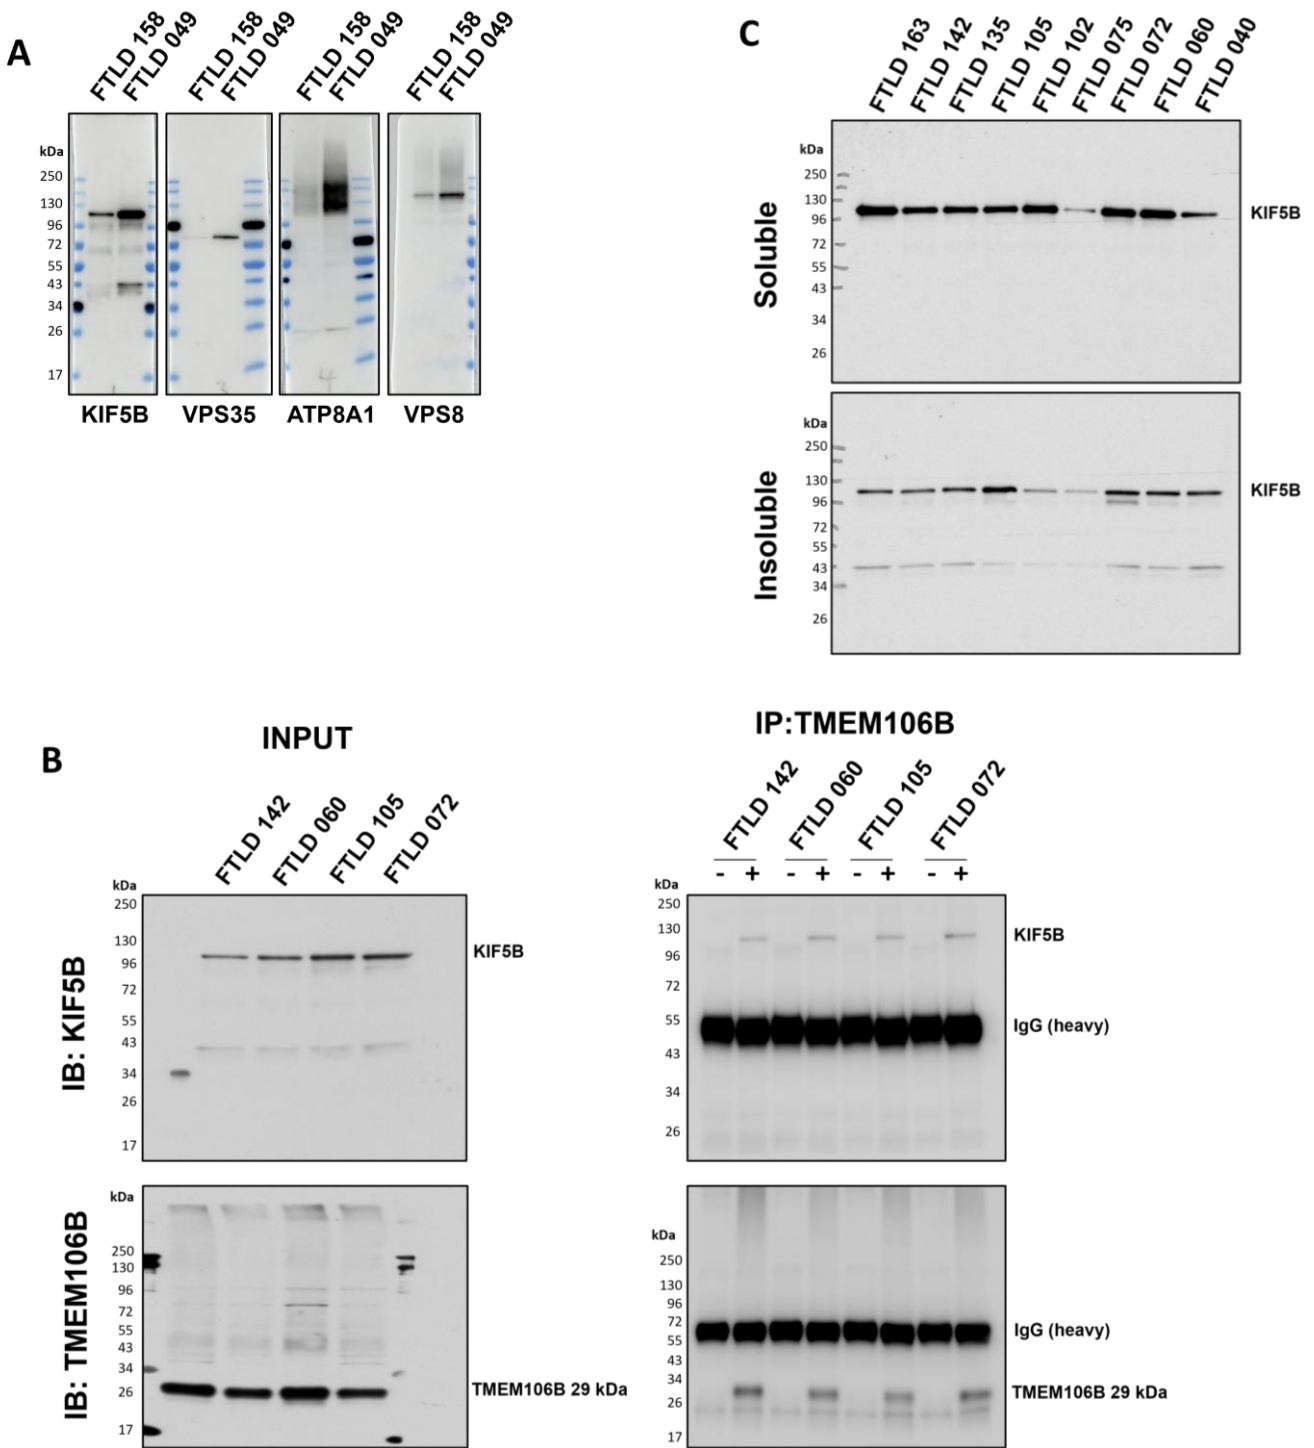 A
FTLD 158
FTLD 049
FTLD 158
FTLD 049
FTLD 158
FTLD 049
FTLD 158
FTLD 049
kDa
250
130
96
72
55
43
34
26
17
3
4
KIF5B
VPS35
ATP8A1
VPS8
C
FTLD 163
FTLD 142
FTLD 135
FTLD 105
FTLD 102
FTLD 075
FTLD 072
FTLD 060
FTLD 040
Soluble
kDa
250
130
96
72
55
43
34
26
KIF5B
Insoluble
kDa
250
130
96
72
55
43
34
26
KIF5B
B
INPUT
FTLD 142
FTLD 060
FTLD 105
FTLD 072
IB: KIF5B
kDa
250
130
96
72
55
43
34
26
17
KIF5B
IB: TMEM106B
kDa
250
130
96
72
55
43
34
26
17
TMEM106B 29 kDa
IP:TMEM106B
FTLD 142
FTLD 060
FTLD 105
FTLD 072
- + - + - + - +
kDa
250
130
96
72
55
43
34
26
KIF5B
IgG (heavy)
kDa
250
130
96
72
55
43
34
26
17
IgG (heavy)
TMEM106B 29 kDa